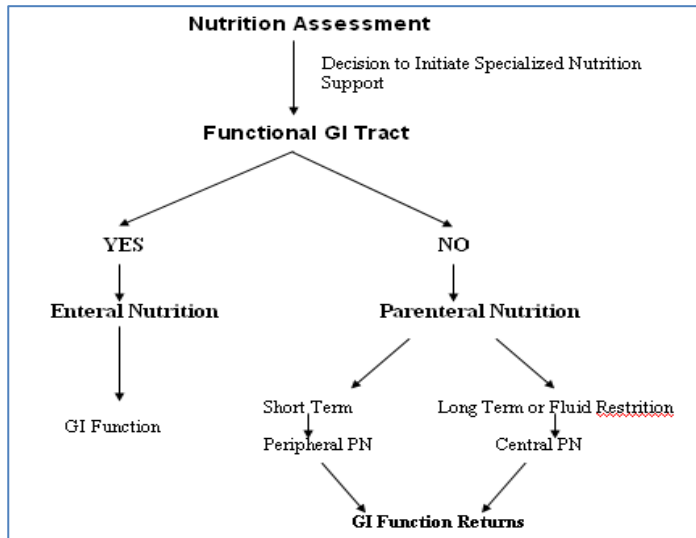 Nutrition Assessment
Decision to Initiate Specialized Nutrition
Support
Functional GI Tract
YES
NO
Enteral Nutrition
Parenteral Nutrition
Short Term
Long Term or Fluid Restrition
GI Function
Peripheral PN
Central PN
GI Function Returns